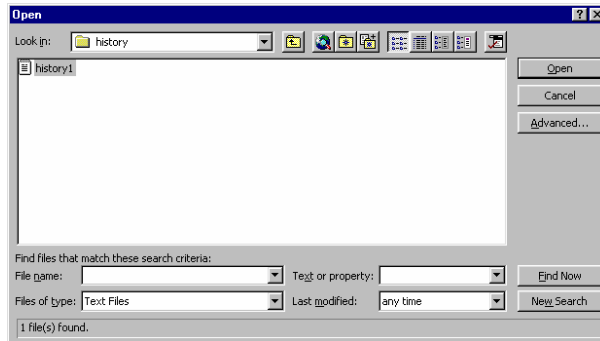 Open
Look in: history
history1
Open
Cancel
Advanced...
Find files that match these search criteria:
File name: Text or property: Find Now
Files of type: Text Files Last modified: any time New Search
1 file(s) found.